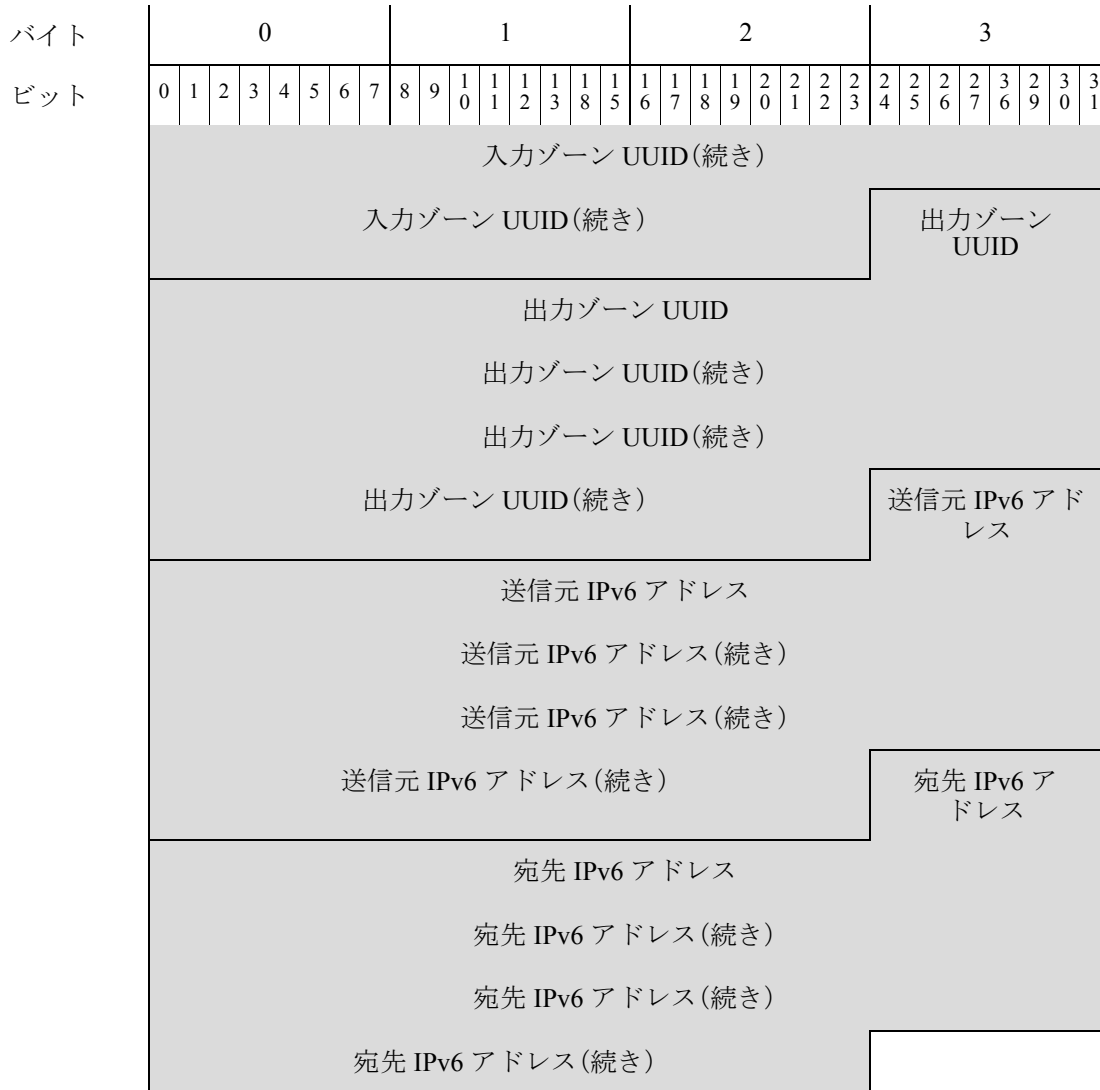 バイト 0 1 2 3
ビット 0 1 2 3 4 5 6 7 8 9 10 11 12 13 18 15 16 17 18 19 20 21 22 23 24 25 26 27 36 29 30 31
入力ゾーン UUID(続き)
入力ゾーン UUID(続き) 出力ゾーン
UUID
出力ゾーン UUID
出力ゾーン UUID(続き)
出力ゾーン UUID(続き)
出力ゾーン UUID(続き) 送信元 IPv6 アド
レス
送信元 IPv6 アドレス
送信元 IPv6 アドレス(続き)
送信元 IPv6 アドレス(続き)
送信元 IPv6 アドレス(続き) 宛先 IPv6 ア
ドレス
宛先 IPv6 アドレス
宛先 IPv6 アドレス(続き)
宛先 IPv6 アドレス(続き)
宛先 IPv6 アドレス(続き)